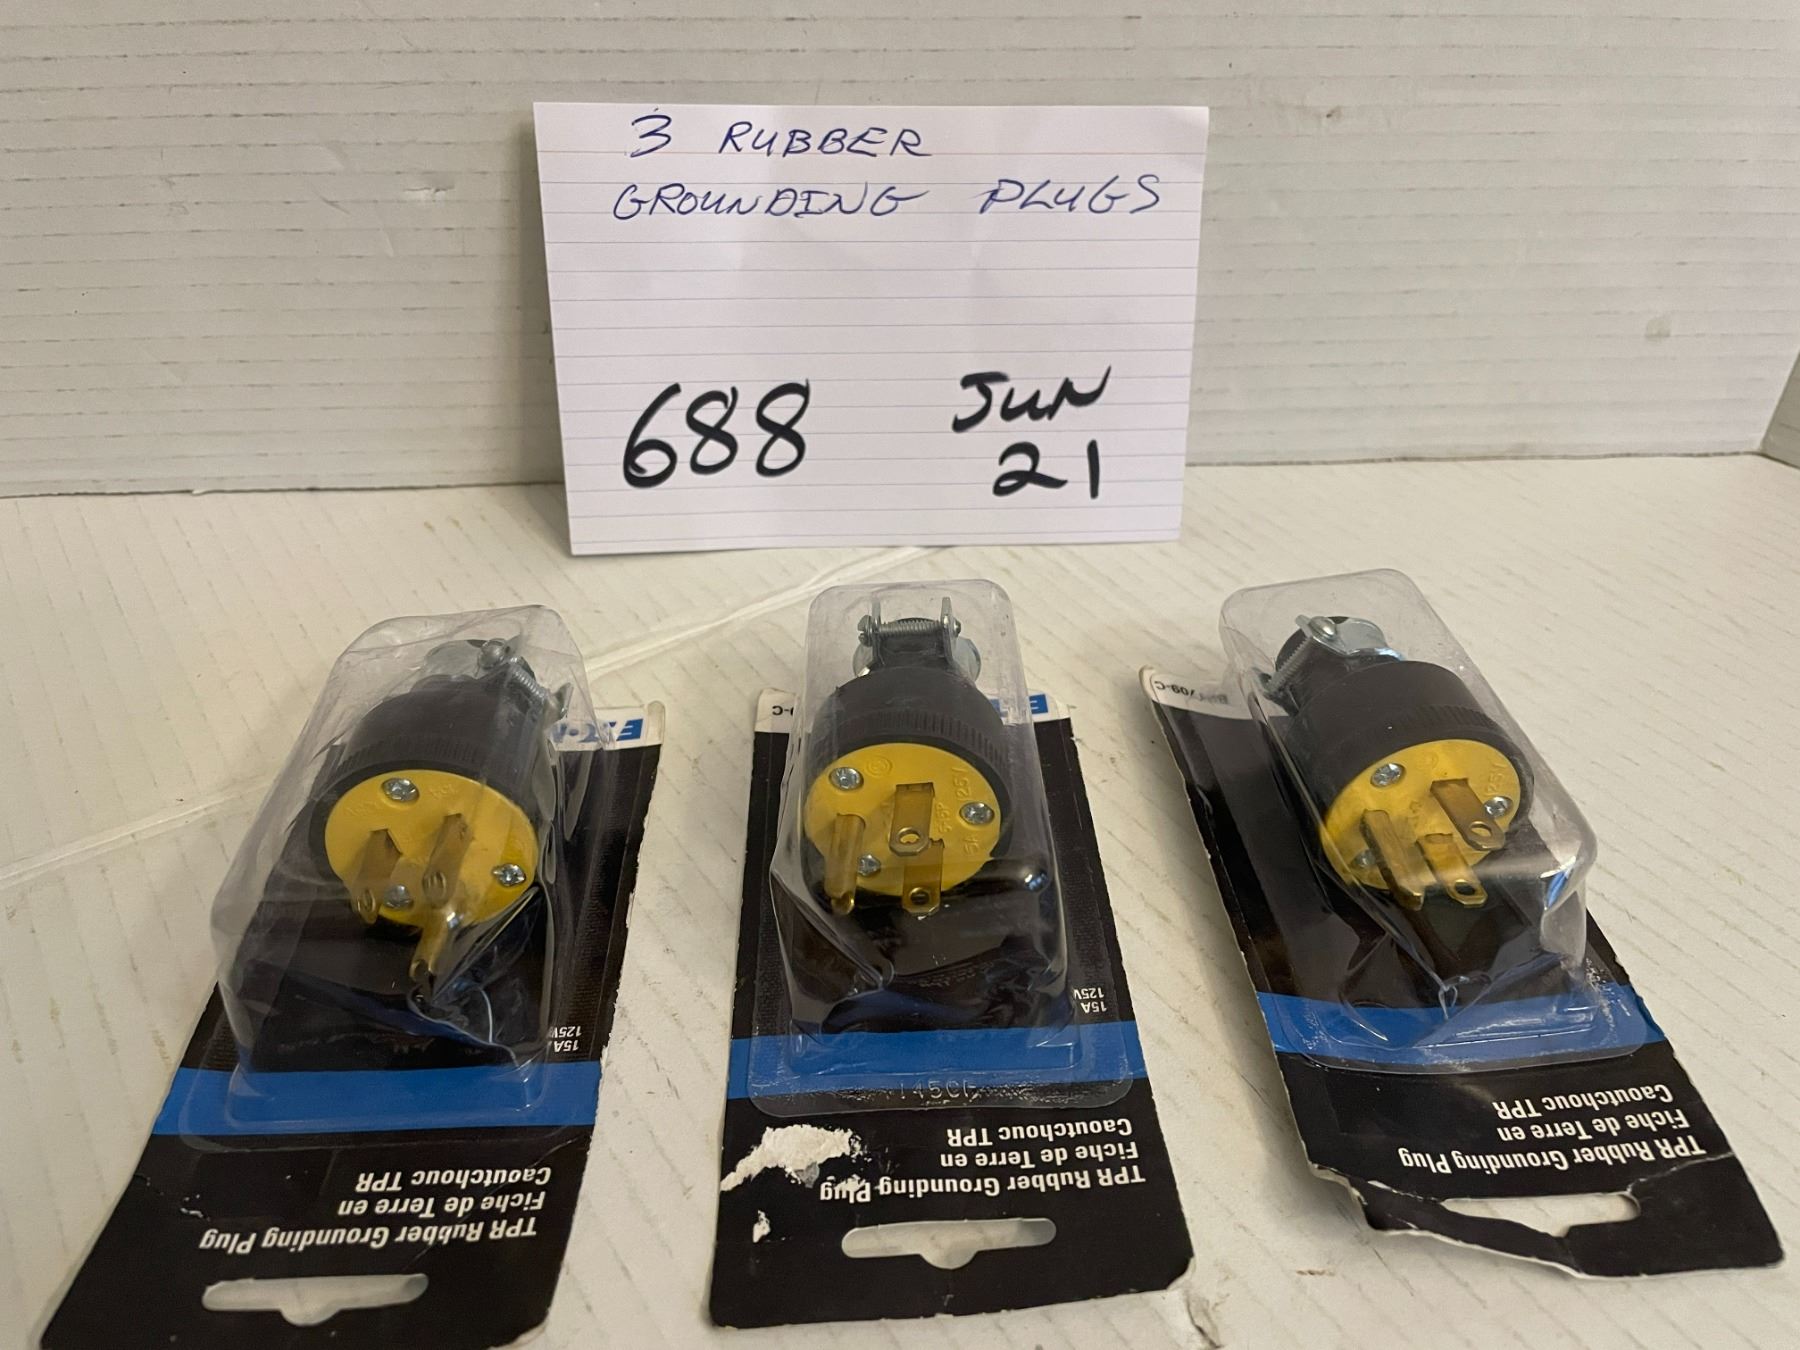 3 RUBBER
GROUNDING PLUGS
688
JUN
21
15A
125V
TPR Rubber Grounding Plug
Fiche de Terre en
Caoutchouc TPR
125V
15A
125V
TPR Rubber Grounding Plug
Fiche de Terre en
Caoutchouc TPR
125V
TPR Rubber Grounding Plug
Fiche de Terre en
Caoutchouc TPR